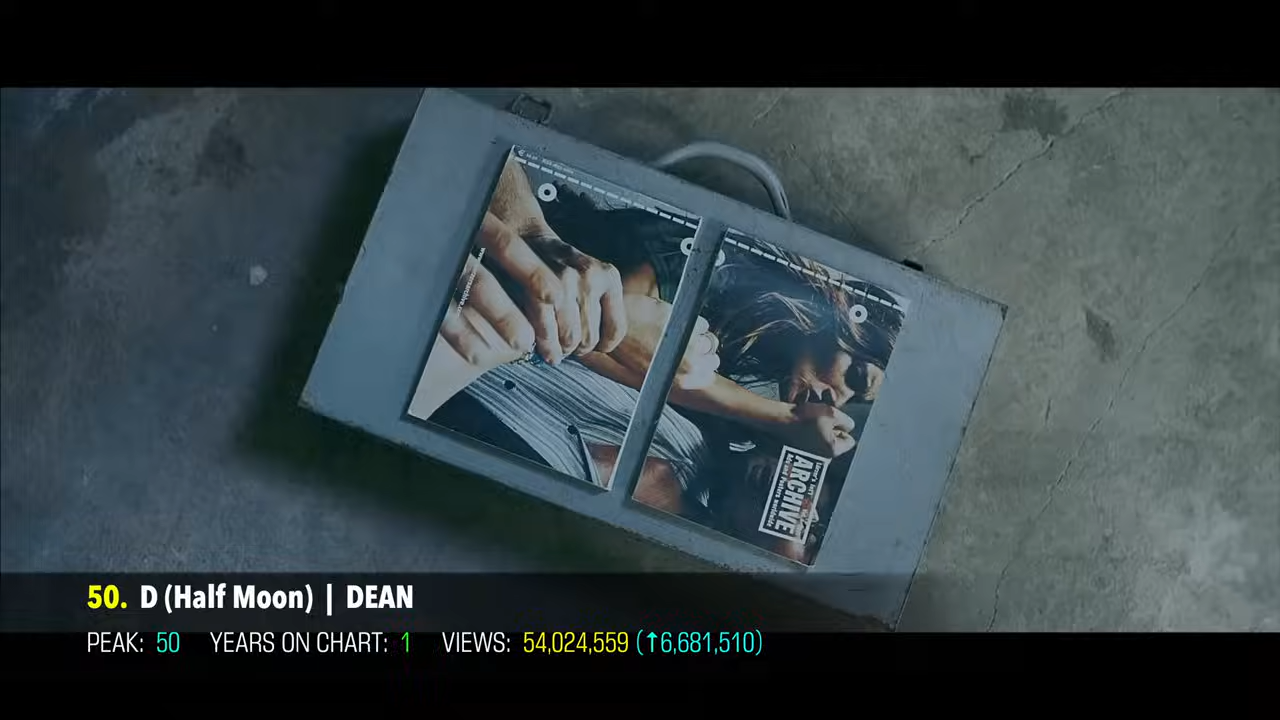 ARCHIVE
50. D (Half Moon) | DEAN
PEAK: 50 YEARS ON CHART: 1 VIEWS: 54,024,559 (↑6,681,510)